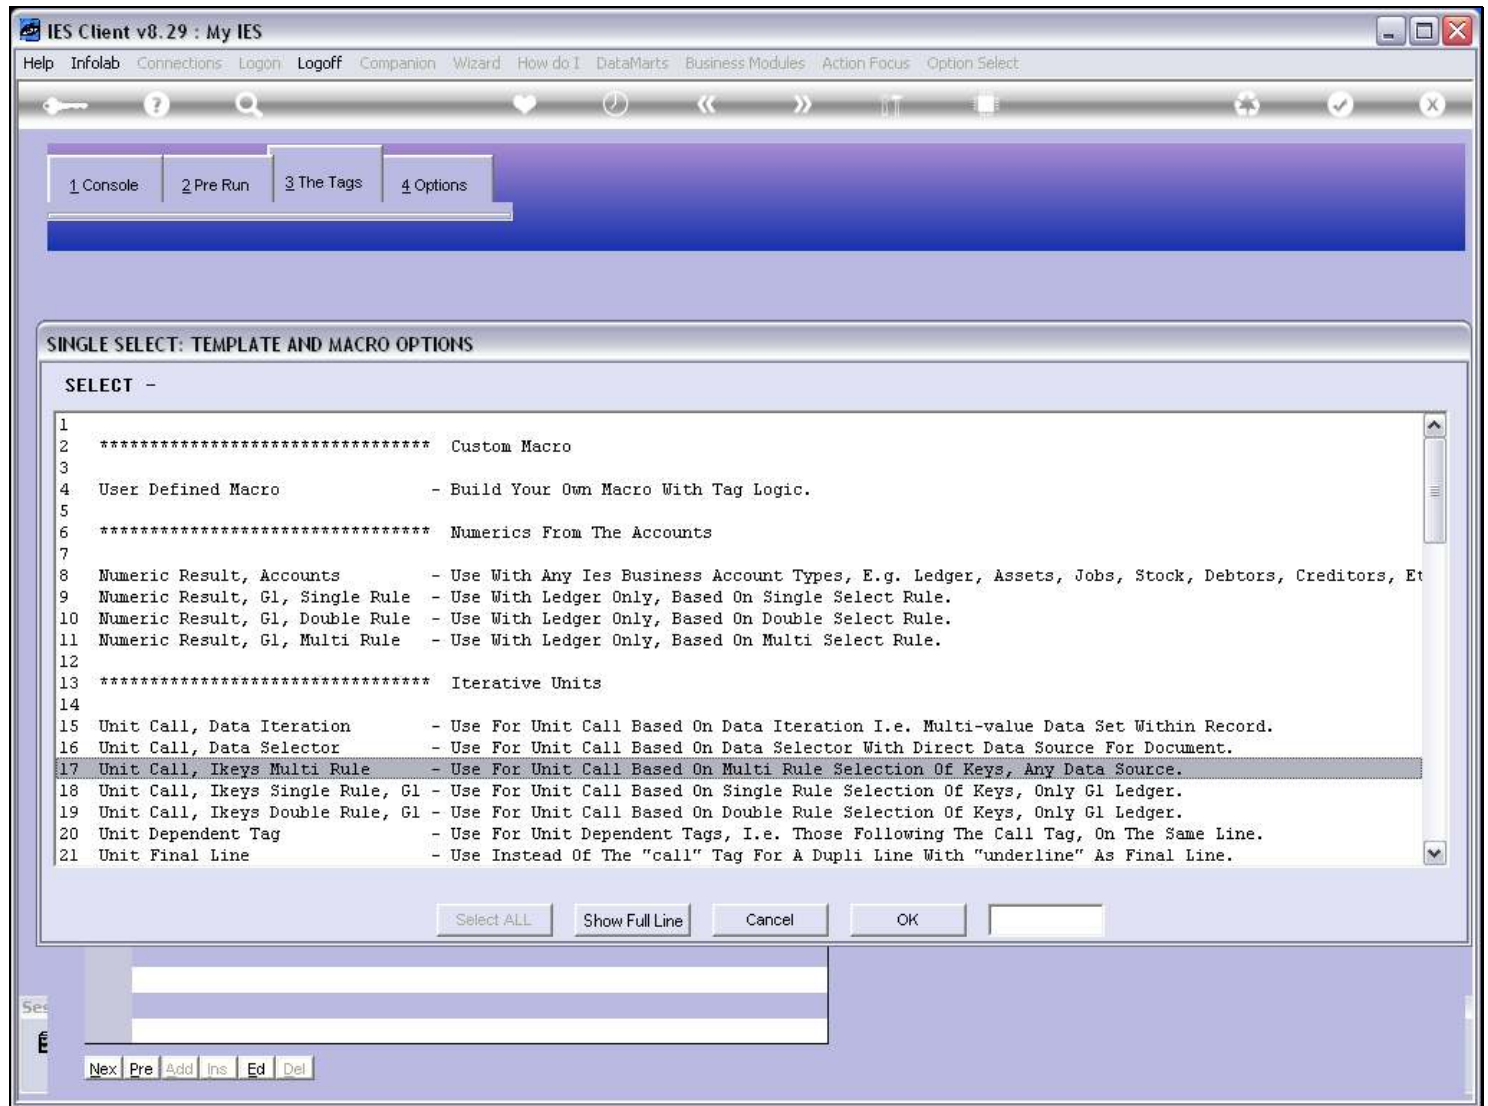 IES Client v8.29 : My IES
Help Infolab Connections Logon Logoff Companion Wizard How do I DataMarts Business Modules Action Focus Option Select
1 Console 2 Pre Run 3 The Tags 4 Options
SINGLE SELECT: TEMPLATE AND MACRO OPTIONS
SELECT -
1
2 ********************************* Custom Macro
3
4 User Defined Macro - Build Your Own Macro With Tag Logic.
5
6 ********************************* Numerics From The Accounts
7
8 Numeric Result, Accounts - Use With Any Ies Business Account Types, E.g. Ledger, Assets, Jobs, Stock, Debtors, Creditors, Et
9 Numeric Result, Gl, Single Rule - Use With Ledger Only, Based On Single Select Rule.
10 Numeric Result, Gl, Double Rule - Use With Ledger Only, Based On Double Select Rule.
11 Numeric Result, Gl, Multi Rule - Use With Ledger Only, Based On Multi Select Rule.
12
13 ********************************* Iterative Units
14
15 Unit Call, Data Iteration - Use For Unit Call Based On Data Iteration I.e. Multi-value Data Set Within Record.
16 Unit Call, Data Selector - Use For Unit Call Based On Data Selector With Direct Data Source For Document.
17 Unit Call, Ikeys Multi Rule - Use For Unit Call Based On Multi Rule Selection Of Keys, Any Data Source.
18 Unit Call, Ikeys Single Rule, Gl - Use For Unit Call Based On Single Rule Selection Of Keys, Only Gl Ledger.
19 Unit Call, Ikeys Double Rule, Gl - Use For Unit Call Based On Double Rule Selection Of Keys, Only Gl Ledger.
20 Unit Dependent Tag - Use For Unit Dependent Tags, I.e. Those Following The Call Tag, On The Same Line.
21 Unit Final Line - Use Instead Of The "call" Tag For A Dupli Line With "underline" As Final Line.
Select ALL Show Full Line Cancel OK
Ses
Nex Pre Add Ins Ed Del